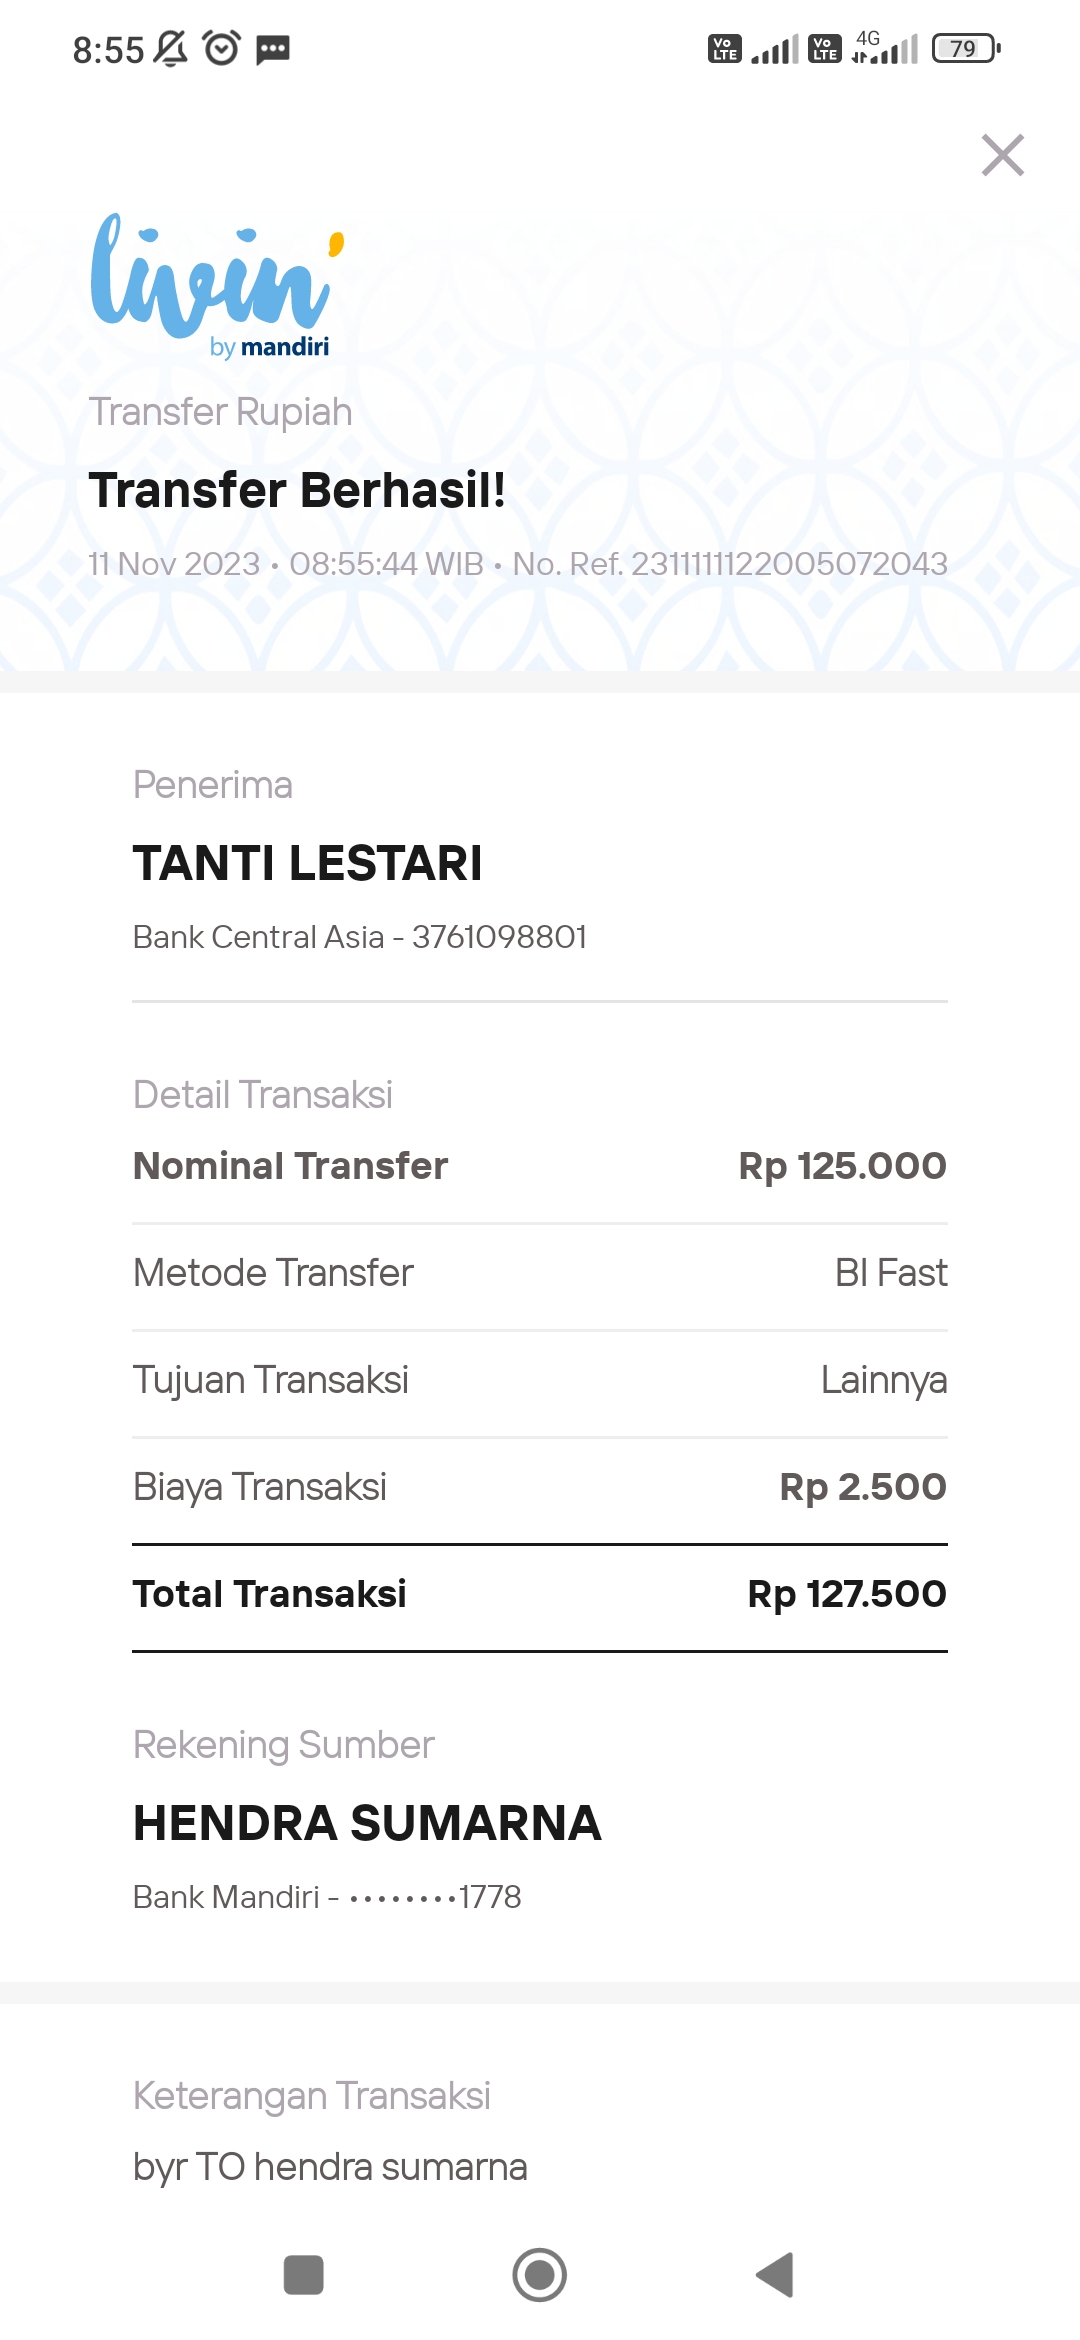 8:55
Vo LTE Vo LTE 4G 79
livin'
by mandiri
Transfer Rupiah
Transfer Berhasil!
11 Nov 2023 • 08:55:44 WIB • No. Ref. 2311111122005072043
Penerima
TANTI LESTARI
Bank Central Asia - 3761098801
Detail Transaksi
Nominal Transfer Rp 125.000
Metode Transfer BI Fast
Tujuan Transaksi Lainnya
Biaya Transaksi Rp 2.500
Total Transaksi Rp 127.500
Rekening Sumber
HENDRA SUMARNA
Bank Mandiri - ••••••••1778
Keterangan Transaksi
byr TO hendra sumarna